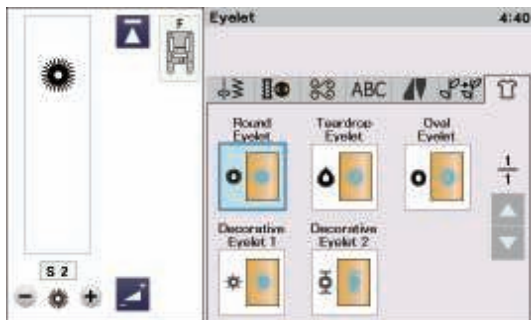 Eyelet 4:40
F
ABC
Round
Eyelet
Teardrop
Eyelet
Oval
Eyelet
1
1
Decorative
Eyelet 1
Decorative
Eyelet 2
S 2